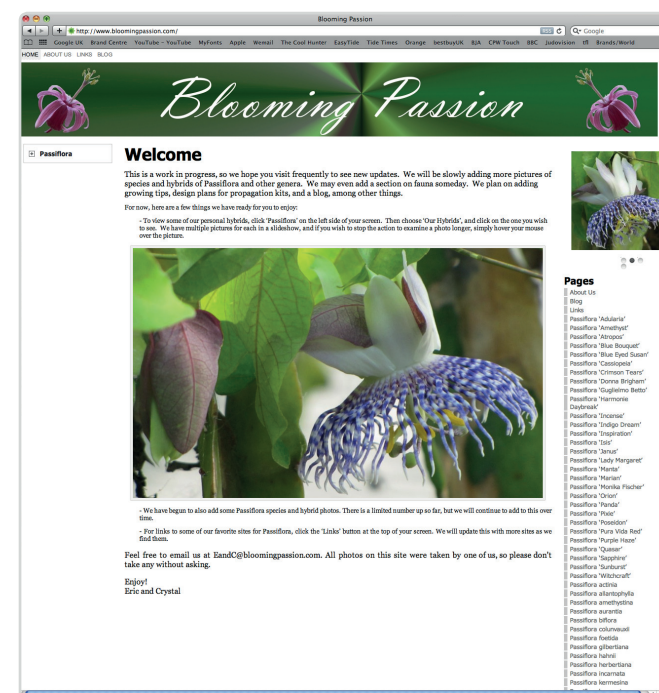 Blooming Passion
http://www.bloomingpassion.com/
RSS
Google
Google UK Brand Centre YouTube - YouTube MyFonts Apple Wemail The Cool Hunter EasyTide Tide Times Orange bestbuyUK BJA CPW Touch BBC Judovision tfl Brands/World
HOME ABOUT US LINKS BLOG
Blooming Passion
Passiflora
Welcome
This is a work in progress, so we hope you visit frequently to see new updates. We will be slowly adding more pictures of
species and hybrids of Passiflora and other genera. We may even add a section on fauna someday. We plan on adding
growing tips, design plans for propagation kits, and a blog, among other things.
For now, here are a few things we have ready for you to enjoy:
- To view some of our personal hybrids, click 'Passiflora' on the left side of your screen. Then choose 'Our Hybrids', and click on the one you wish
to see. We have multiple pictures for each in a slideshow, and if you wish to stop the action to examine a photo longer, simply hover your mouse
over the picture.
- We have begun to also add some Passiflora species and hybrid photos. There is a limited number up so far, but we will continue to add to this over
time.
- For links to some of our favorite sites for Passiflora, click the 'Links' button at the top of your screen. We will update this with more sites as we
find them.
Feel free to email us at EandC@bloomingpassion.com. All photos on this site were taken by one of us, so please don't
take any without asking.
Enjoy!
Eric and Crystal
Pages
About Us
Blog
Links
Passiflora 'Adularia'
Passiflora 'Amethyst'
Passiflora 'Atropos'
Passiflora 'Blue Bouquet'
Passiflora 'Blue Eyed Susan'
Passiflora 'Cassiopeia'
Passiflora 'Crimson Tears'
Passiflora 'Donna Brigham'
Passiflora 'Guglielmo Betto'
Passiflora 'Harmonie
Daybreak'
Passiflora 'Incense'
Passiflora 'Indigo Dream'
Passiflora 'Inspiration'
Passiflora 'Isis'
Passiflora 'Janus'
Passiflora 'Lady Margaret'
Passiflora 'Manta'
Passiflora 'Marian'
Passiflora 'Monika Fischer'
Passiflora 'Orion'
Passiflora 'Panda'
Passiflora 'Pixie'
Passiflora 'Poseidon'
Passiflora 'Pura Vida Red'
Passiflora 'Purple Haze'
Passiflora 'Quasar'
Passiflora 'Sapphire'
Passiflora 'Sunburst'
Passiflora 'Witchcraft'
Passiflora actinia
Passiflora allantophylla
Passiflora amethystina
Passiflora aurantia
Passiflora biflora
Passiflora colunvauxii
Passiflora foetida
Passiflora gilbertiana
Passiflora hahnii
Passiflora herbertiana
Passiflora incarnata
Passiflora kermesina